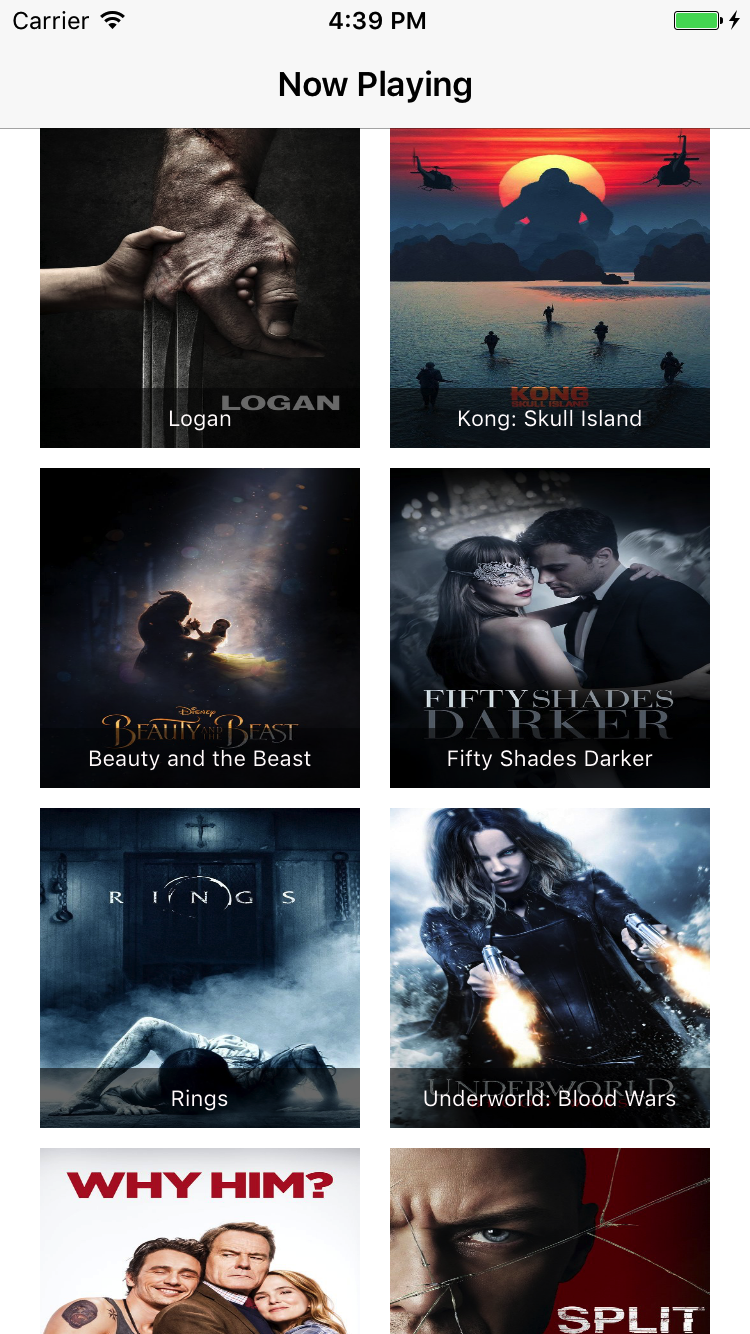 Carrier
4:39 PM
Now Playing
LOGAN
Logan
KONG
SKULL ISLAND
Kong: Skull Island
Disney
BEAUTY AND THE BEAST
Beauty and the Beast
FIFTY SHADES
DARKER
Fifty Shades Darker
RINGS
Rings
UNDERWORLD
Underworld: Blood Wars
WHY HIM?
SPLIT